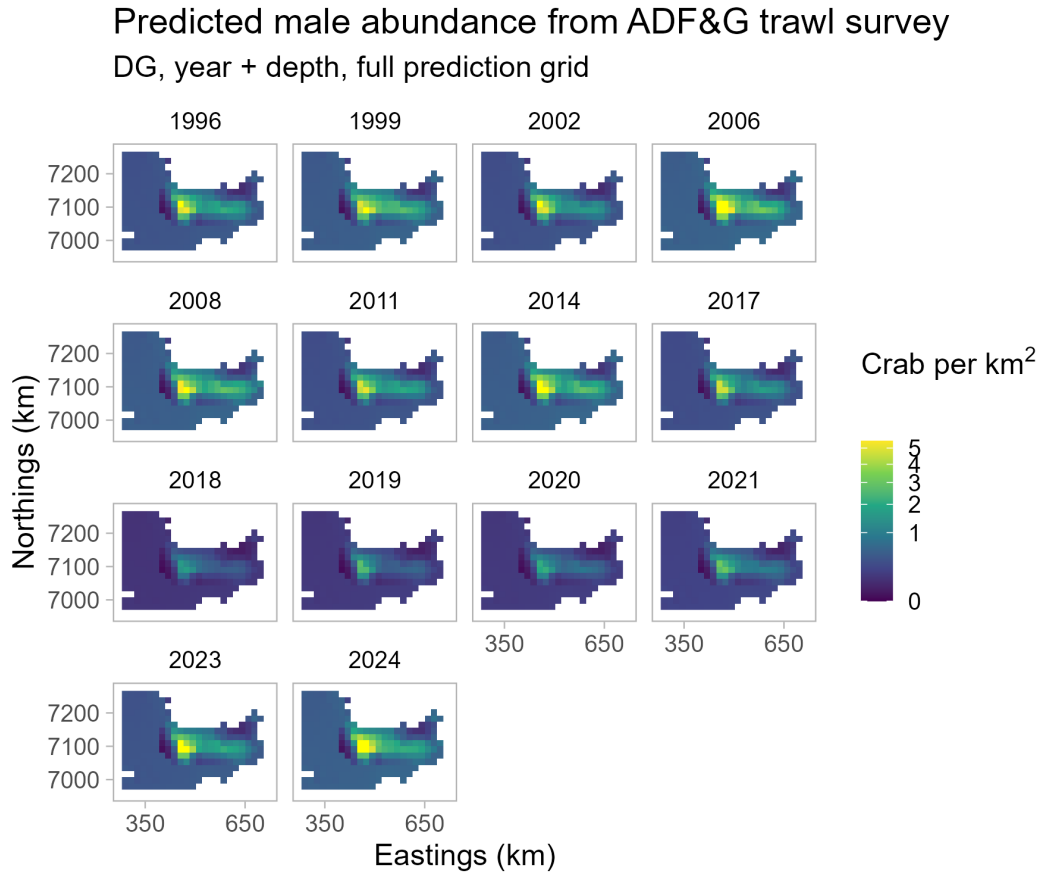 Predicted male abundance from ADF&G trawl survey
DG, year + depth, full prediction grid
1996 1999 2002 2006
7200
7100
7000
2008 2011 2014 2017
7200
7100
7000
2018 2019 2020 2021
7200
7100
7000
350 650 350 650
2023 2024
7200
7100
7000
350 650 350 650
Eastings (km)
Northings (km)
Crab per km²
5
4
3
2
1
0